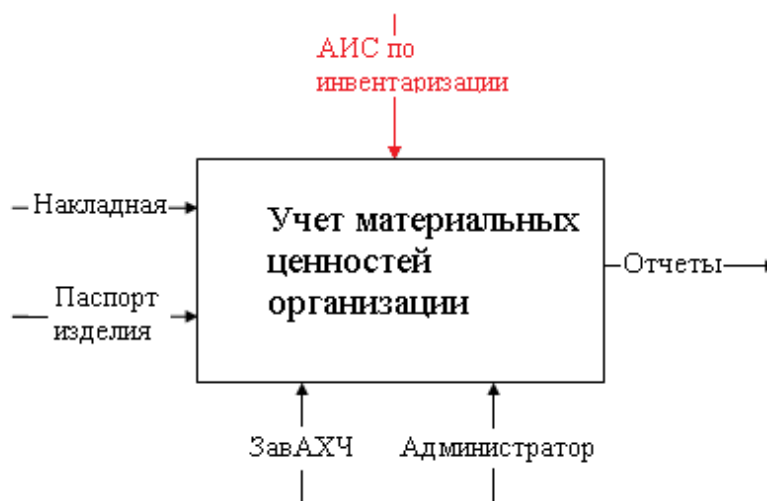 АИС по
инвентаризации
Накладная
Учет материальных
ценностей
организации
Отчеты
Паспорт
изделия
ЗавАХЧ
Администратор